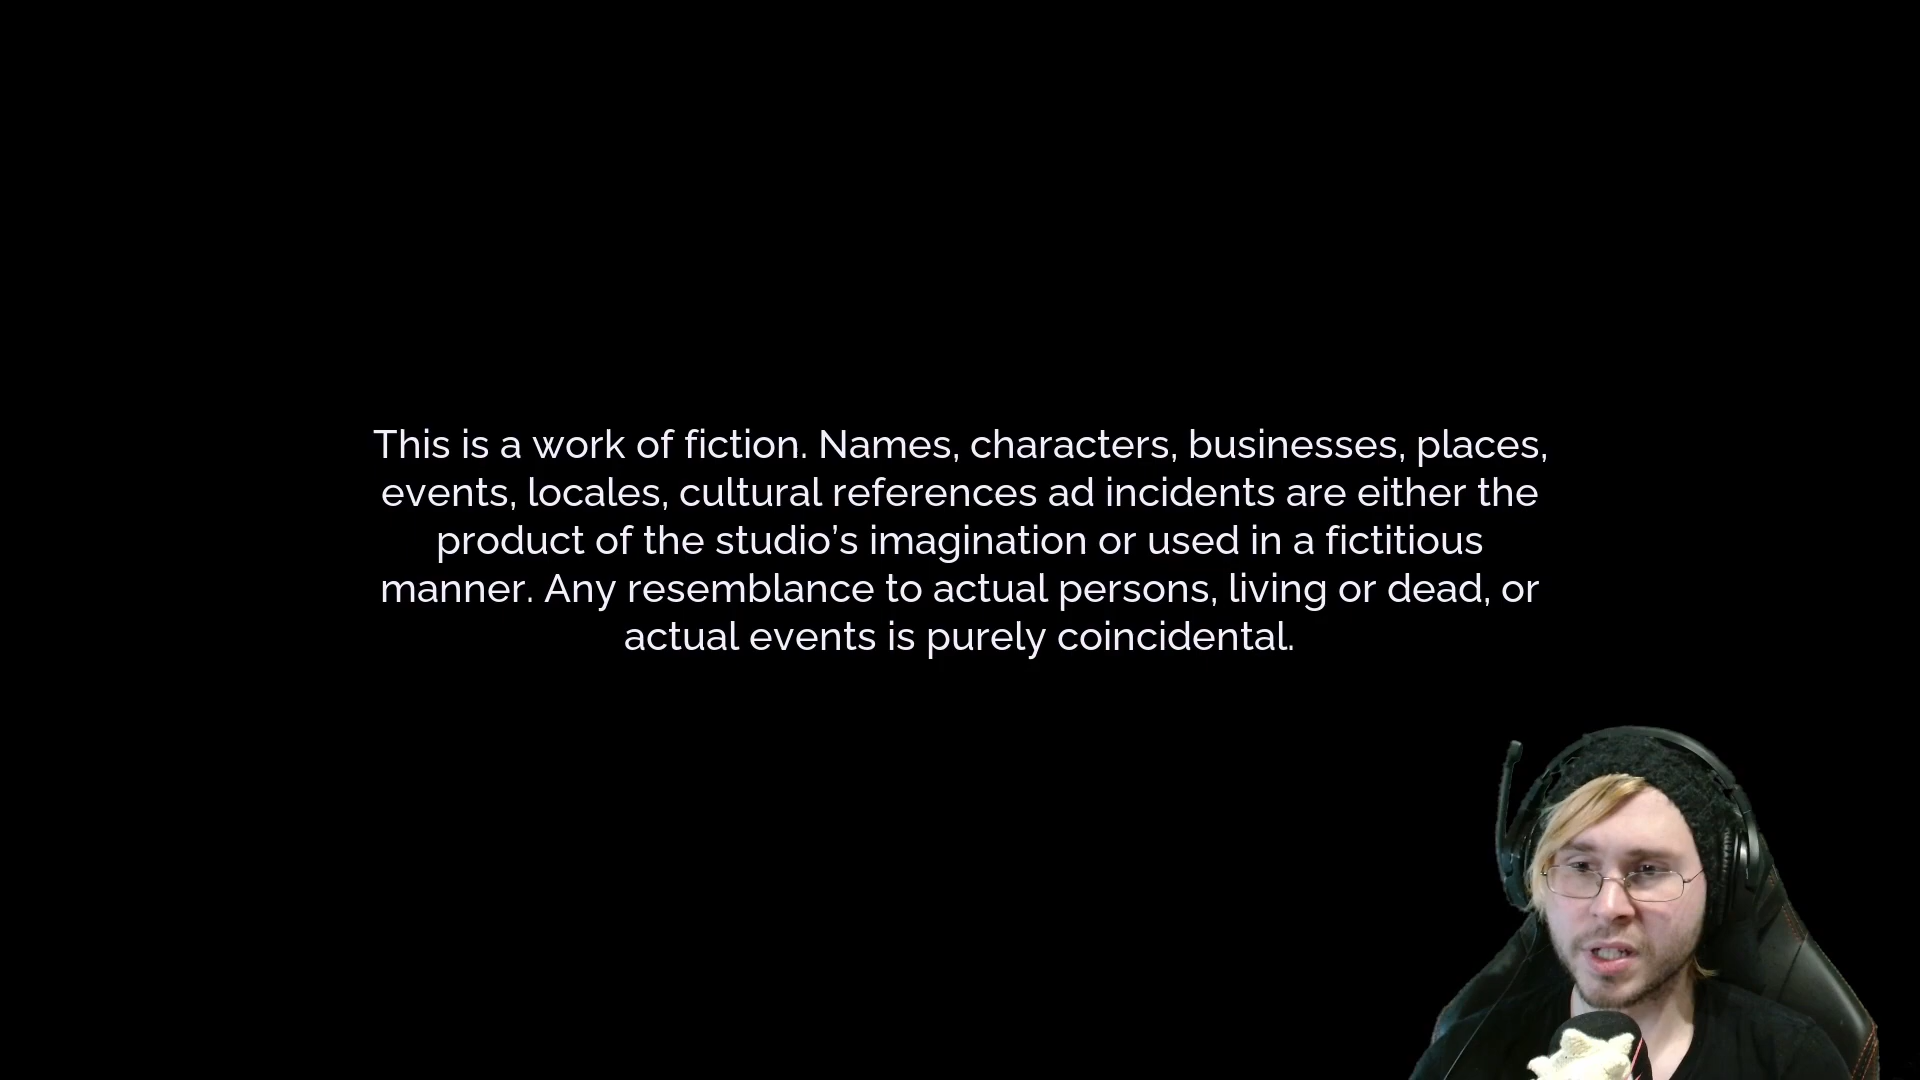 This is a work of fiction. Names, characters, businesses, places,
events, locales, cultural references ad incidents are either the
product of the studio’s imagination or used in a fictitious
manner. Any resemblance to actual persons, living or dead, or
actual events is purely coincidental.